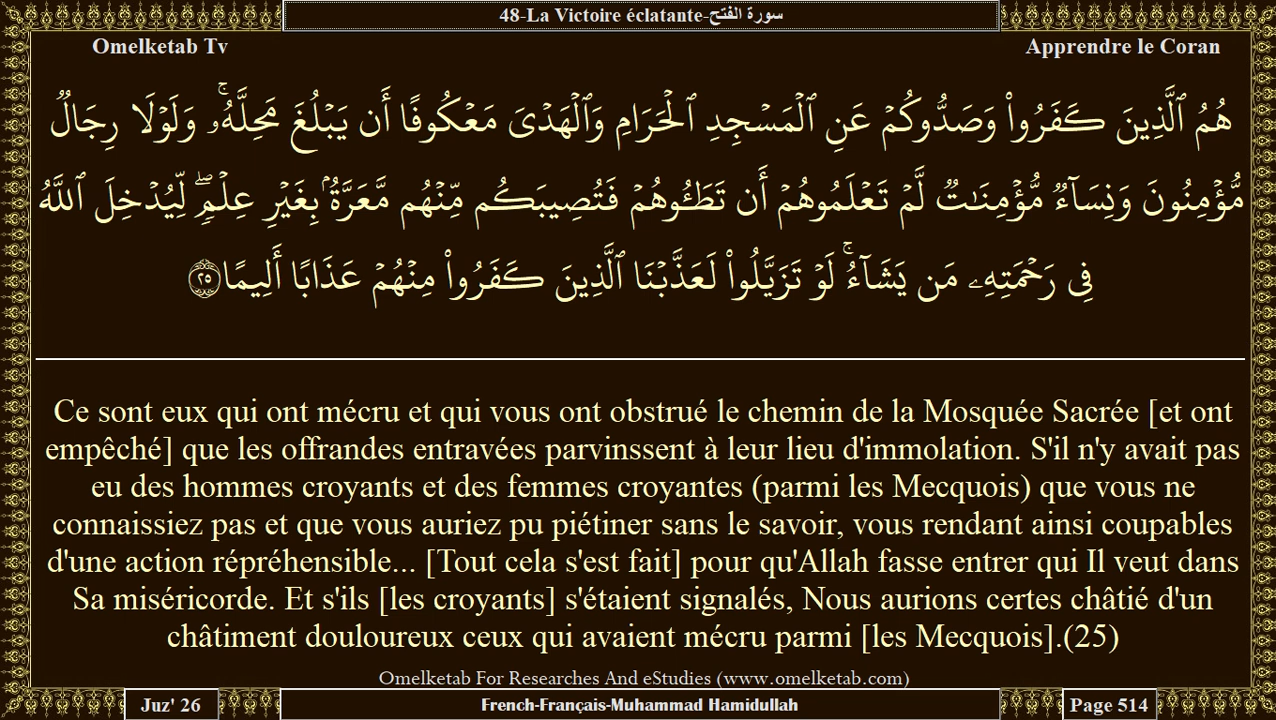 48-La Victoire éclatante-سورة الفتح
Omelketab Tv
Apprendre le Coran
هُمُ ٱلَّذِينَ كَفَرُوا۟ وَصَدُّوكُمۡ عَنِ ٱلۡمَسۡجِدِ ٱلۡحَرَامِ وَٱلۡهَدۡىَ مَعۡكُوفًا أَن يَبۡلُغَ مَحِلَّهُۥۚ وَلَوۡلَا رِجَالٌ
مُّؤۡمِنُونَ وَنِسَآءٌ مُّؤۡمِنَٰتٌ لَّمۡ تَعۡلَمُوهُمۡ أَن تَطَـُٔوهُمۡ فَتُصِيبَكُم مِّنۡهُم مَّعَرَّةُۢ بِغَيۡرِ عِلۡمٍۖ لِّيُدۡخِلَ ٱللَّهُ
فِى رَحۡمَتِهِۦ مَن يَشَآءُۚ لَوۡ تَزَيَّلُوا۟ لَعَذَّبۡنَا ٱلَّذِينَ كَفَرُوا۟ مِنۡهُمۡ عَذَابًا أَلِيمًا ۝٢٥
Ce sont eux qui ont mécru et qui vous ont obstrué le chemin de la Mosquée Sacrée [et ont
empêché] que les offrandes entravées parvinssent à leur lieu d'immolation. S'il n'y avait pas
eu des hommes croyants et des femmes croyantes (parmi les Mecquois) que vous ne
connaissiez pas et que vous auriez pu piétiner sans le savoir, vous rendant ainsi coupables
d'une action répréhensible... [Tout cela s'est fait] pour qu'Allah fasse entrer qui Il veut dans
Sa miséricorde. Et s'ils [les croyants] s'étaient signalés, Nous aurions certes châtié d'un
châtiment douloureux ceux qui avaient mécru parmi [les Mecquois].(25)
Omelketab For Researches And eStudies (www.omelketab.com)
Juz' 26
French-Français-Muhammad Hamidullah
Page 514